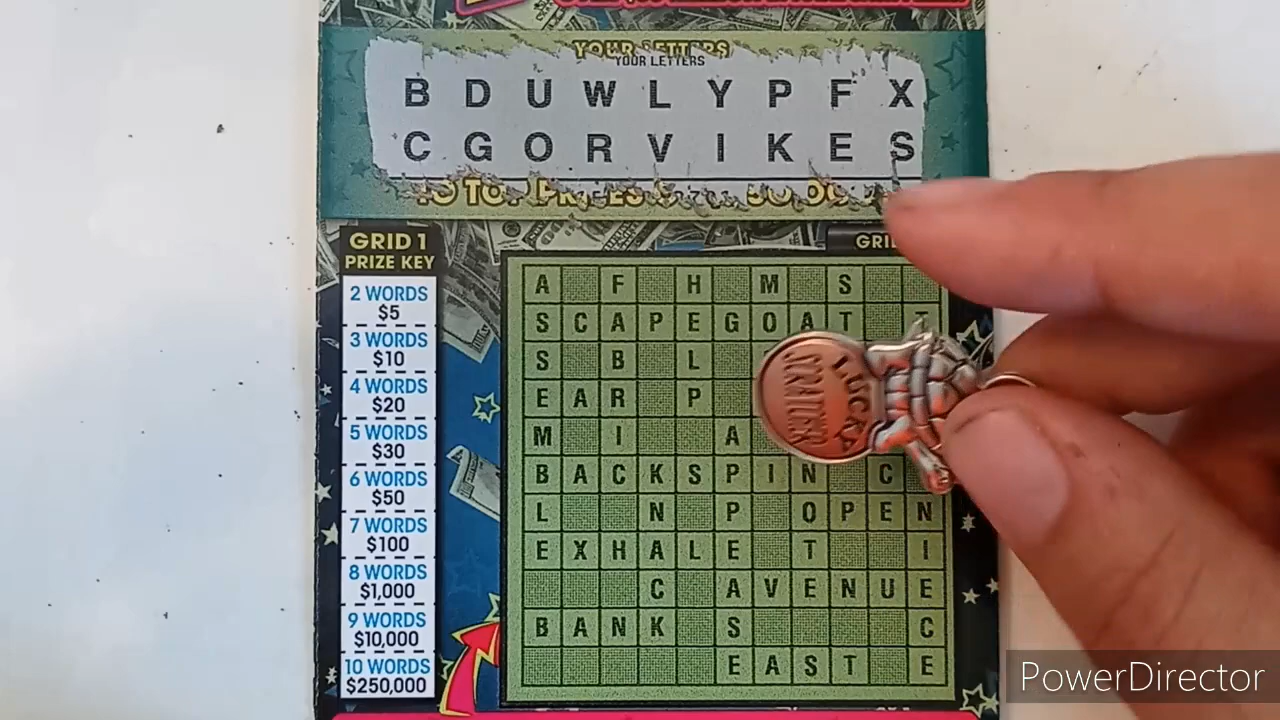 YOUR LETTERS
YOUR LETTERS
B D U W L Y P F X
C G O R V I K E S
GRID 1
PRIZE KEY
2 WORDS
$5
3 WORDS
$10
4 WORDS
$20
5 WORDS
$30
6 WORDS
$50
7 WORDS
$100
8 WORDS
$1,000
9 WORDS
$10,000
10 WORDS
$250,000
A F H M S
S C A P E G O A T T
S B L
E A R P
M I A
B A C K S P I N C
L N P O P E N
E X H A L E T I
C A V E N U E
B A N K S C
E A S T E
LUCKY
SCRATCHER
PowerDirector